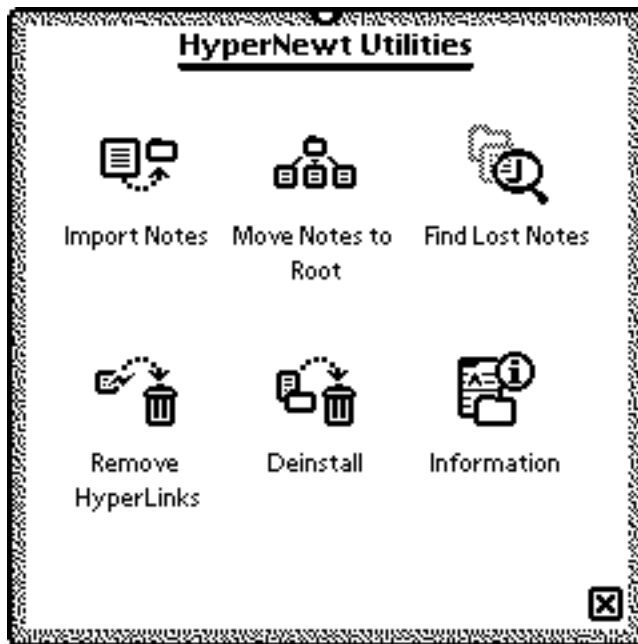 HyperNewt Utilities
Import Notes
Move Notes to
Root
Find Lost Notes
Remove
HyperLinks
Deinstall
Information